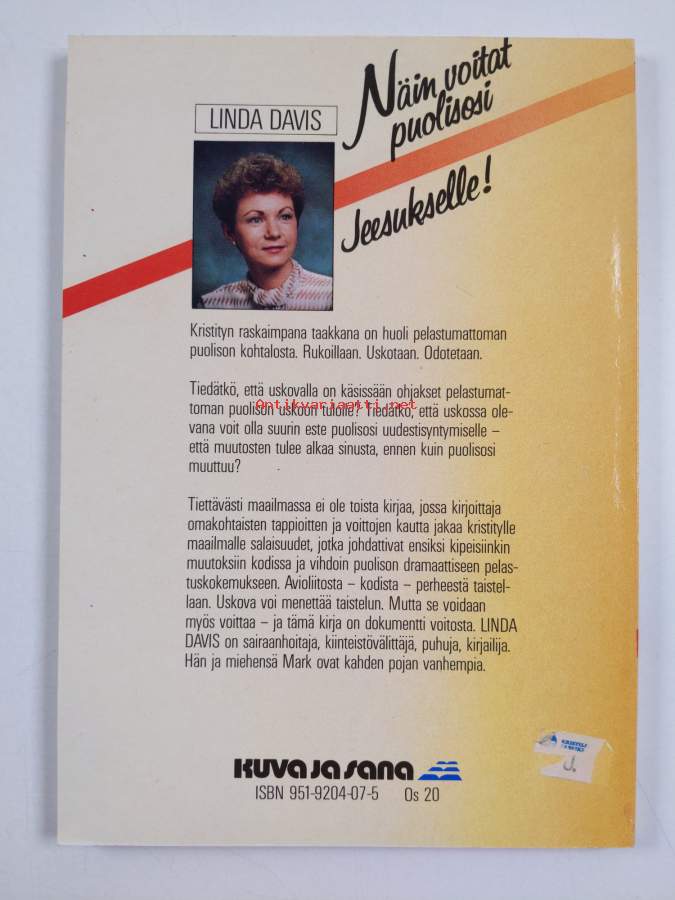 Näin voitat
puolisosi
Jeesukselle!
LINDA DAVIS
Kristityn raskaimpana taakkana on huoli pelastumattoman
puolison kohtalosta. Rukoillaan. Uskotaan. Odotetaan.
Tiedätkö, että uskovalla on käsissään ohjakset pelastumat-
toman puolison uskoon tulolle? Tiedätkö, että uskossa ole-
Antikvariaatti.net
vana voit olla suurin este puolisosi uudestisyntymiselle –
että muutosten tulee alkaa sinusta, ennen kuin puolisosi
muuttuu?
Tiettävästi maailmassa ei ole toista kirjaa, jossa kirjoittaja
omakohtaisten tappioitten ja voittojen kautta jakaa kristitylle
maailmalle salaisuudet, jotka johdattivat ensiksi kipeisiinkin
muutoksiin kodissa ja vihdoin puolison dramaattiseen pelas-
tuskokemukseen. Avioliitosta – kodista – perheestä taistel-
laan. Uskova voi menettää taistelun. Mutta se voidaan
myös voittaa – ja tämä kirja on dokumentti voitosta. LINDA
DAVIS on sairaanhoitaja, kiinteistövälittäjä, puhuja, kirjailija.
Hän ja miehensä Mark ovat kahden pojan vanhempia.
kuva ja sana
ISBN 951-9204-07-5 Os 20
J.